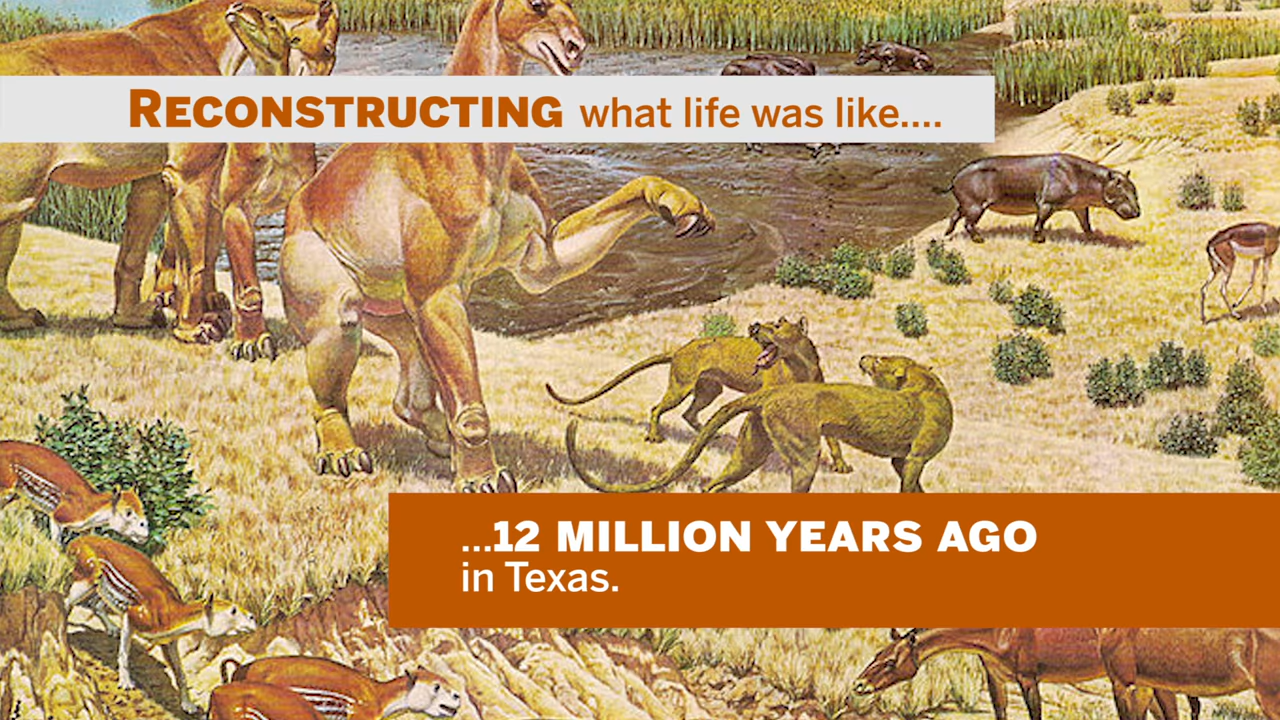 RECONSTRUCTING what life was like....
...12 MILLION YEARS AGO
in Texas.